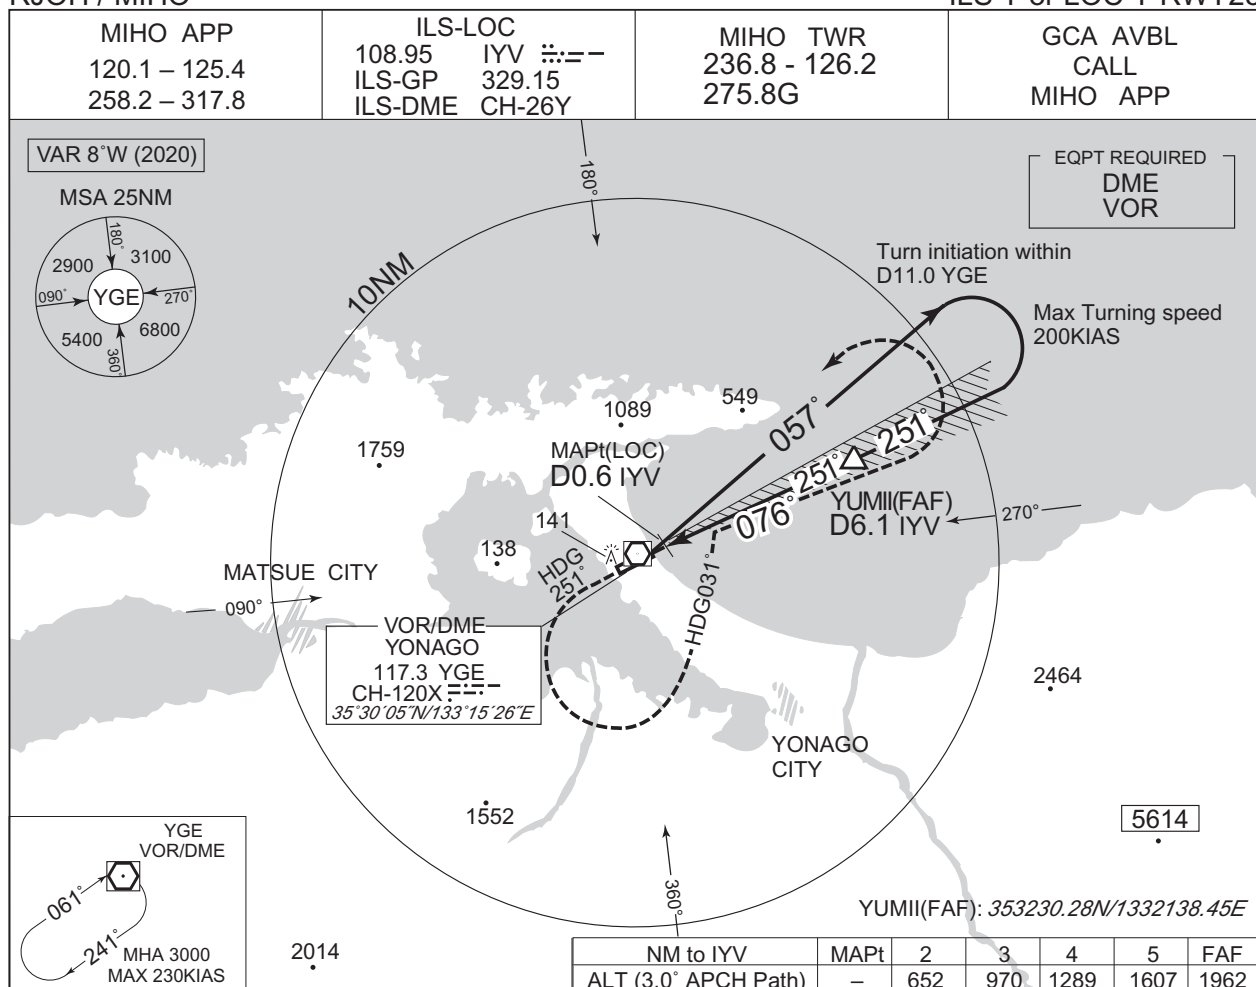 MIHO APP
120.1 – 125.4
258.2 – 317.8
ILS-LOC
108.95 IYV
ILS-GP 329.15
ILS-DME CH-26Y
MIHO TWR
236.8 - 126.2
275.8G
GCA AVBL
CALL
MIHO APP
VAR 8°W (2020)
MSA 25NM
180°
2900
3100
090°
YGE
270°
5400
6800
360°
180°
10NM
EQPT REQUIRED
DME
VOR
Turn initiation within
D11.0 YGE
Max Turning speed
200KIAS
1759
1089
549
MAPt(LOC)
D0.6 IYV
057°
251°
251°
076°
YUMII(FAF)
D6.1 IYV
270°
141
138
HDG
251°
HDG031°
MATSUE CITY
090°
VOR/DME
YONAGO
117.3 YGE
CH-120X
35°30′05″N/133°15′26″E
2464
YONAGO
CITY
1552
5614
360°
YGE
VOR/DME
061°
241°
MHA 3000
MAX 230KIAS
2014
YUMII(FAF): 353230.28N/1332138.45E
NM to IYV MAPt 2 3 4 5 FAF
ALT (3.0° APCH Path) – 652 970 1289 1607 1962